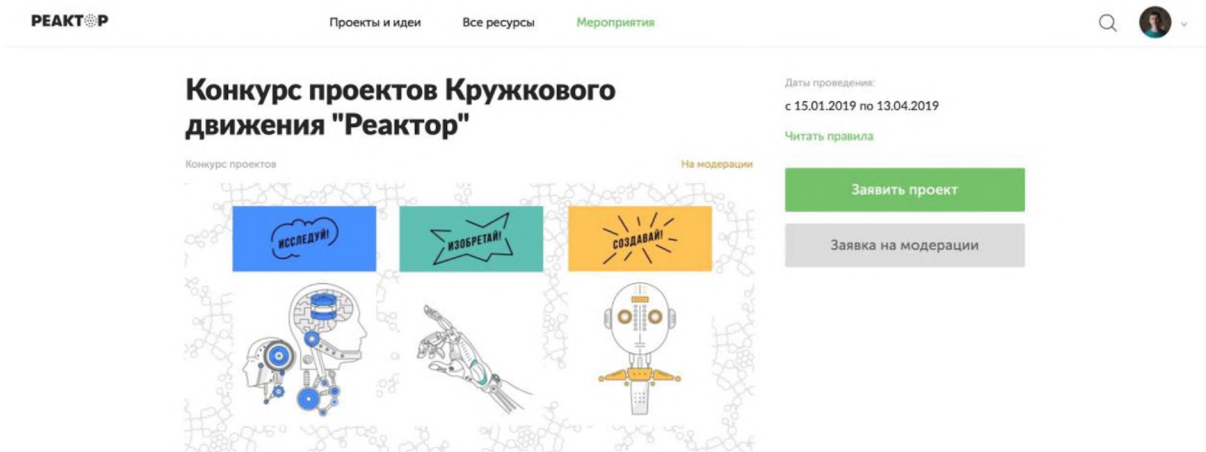 РЕАКТОР
Проекты и идеи
Все ресурсы
Мероприятия
Конкурс проектов Кружкового
движения "Реактор"
Конкурс проектов
На модерации
ИССЛЕДУЙ!
ИЗОБРЕТАЙ!
СОЗДАВАЙ!
Даты проведения:
с 15.01.2019 по 13.04.2019
Читать правила
Заявить проект
Заявка на модерации